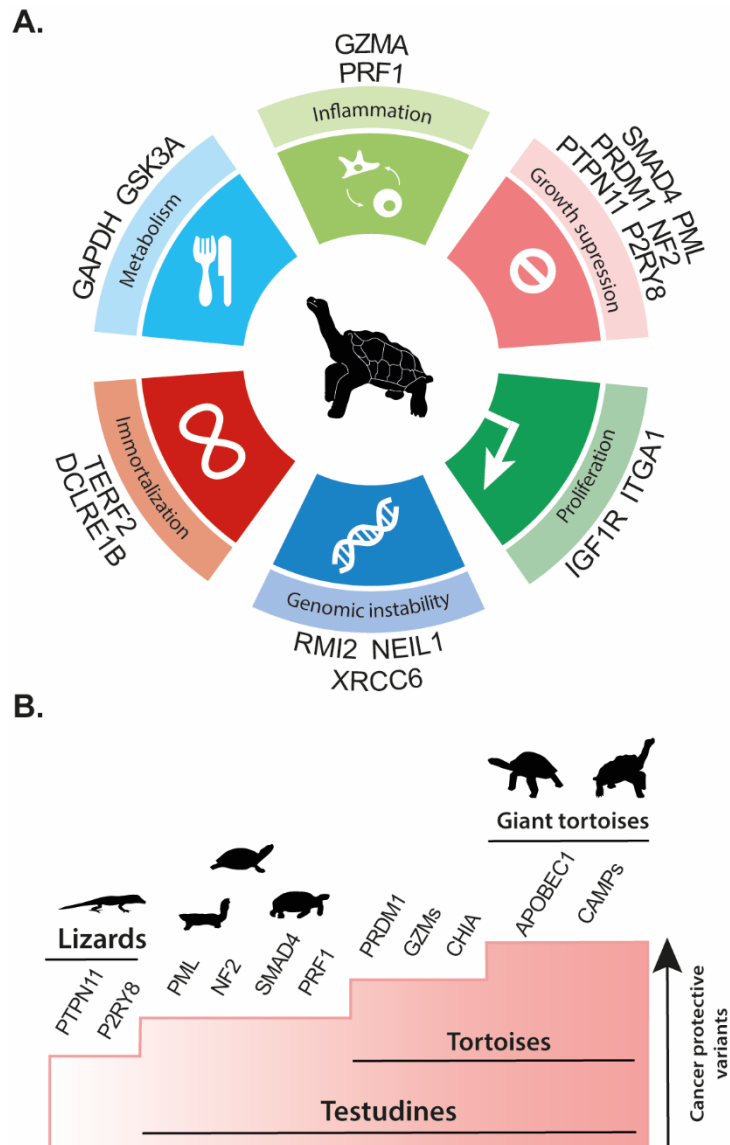 A.
GZMA
PRF1
Inflammation
SMAD4 PML
PRDM1 NF2
PTPN11 P2RY8
Growth supression
GAPDH GSK3A
Metabolism
Immortalization
TERF2
DCLRE1B
Proliferation
IGF1R ITGA1
Genomic instability
RMI2 NEIL1
XRCC6
B.
Giant tortoises
APOBEC1
CAMPs
Lizards
PTPN11
P2RY8
PML
NF2
SMAD4
PRF1
PRDM1
GZMs
CHIA
Tortoises
Testudines
Cancer protective
variants